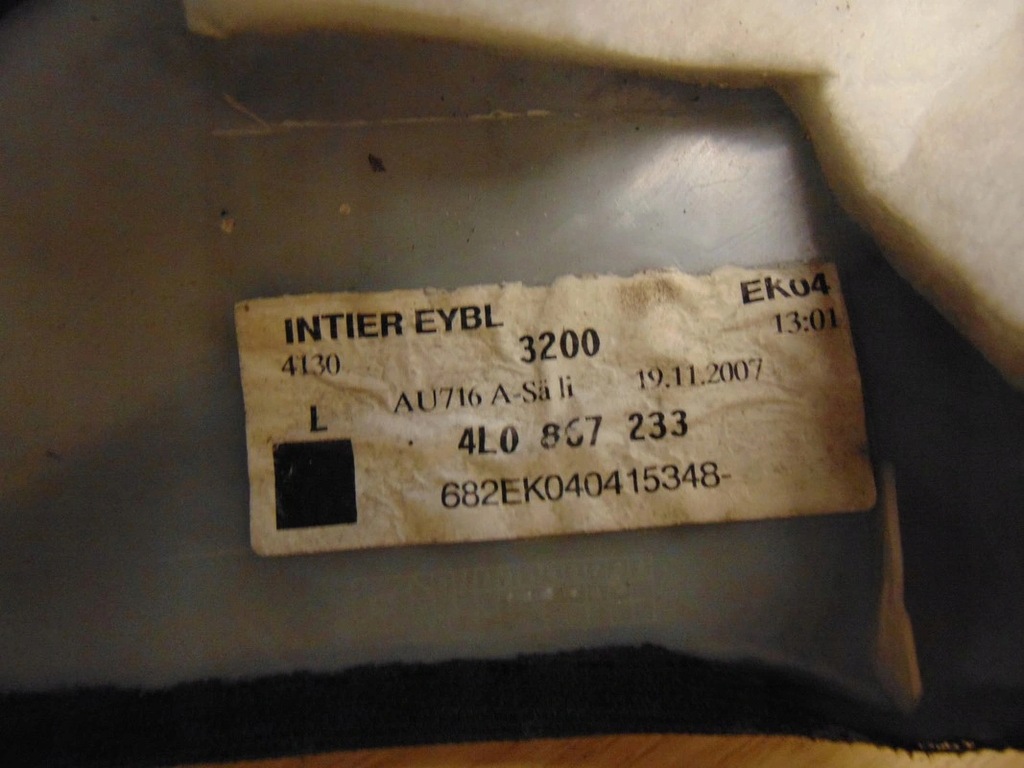 INTIER EYBL EK04
4130 3200 13:01
AU716 A-Sä li 19.11.2007
L 4L0 867 233
682EK040415348-